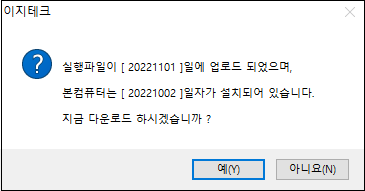 이지테크
실행파일이 [ 20221101 ]일에 업로드 되었으며,
본컴퓨터는 [ 20221002 ]일자가 설치되어 있습니다.
지금 다운로드 하시겠습니까 ?
예(Y)
아니요(N)